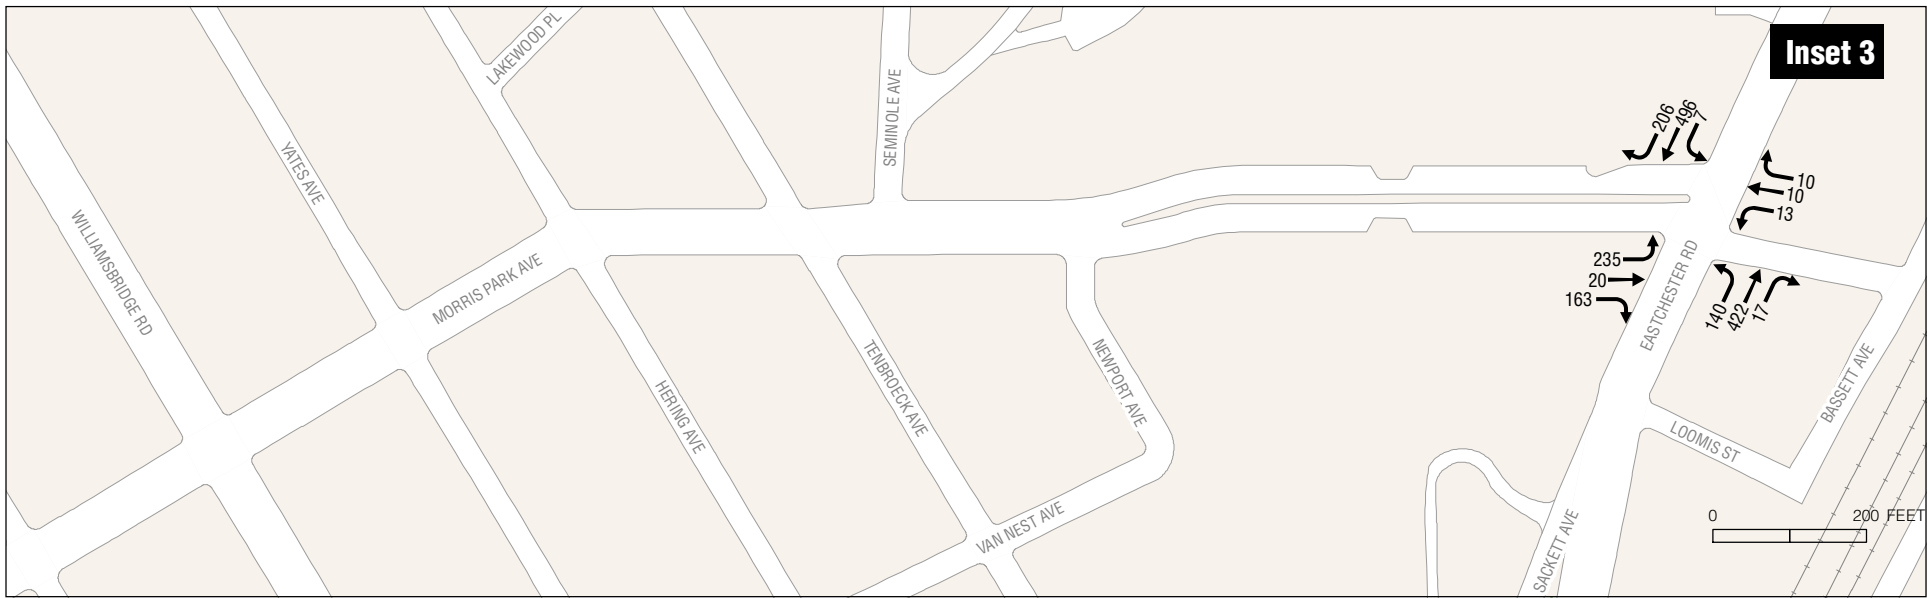 LAKEWOOD PL
Inset 3
SEMINOLE AVE
206
496
7
YATES AVE
10
10
13
WILLIAMSBRIDGE RD
MORRIS PARK AVE
235
20
163
EASTCHESTER RD
140
422
17
HERING AVE
TENBROECK AVE
NEWPORT AVE
BASSETT AVE
LOOMIS ST
VAN NEST AVE
SACKETT AVE
0 200 FEET